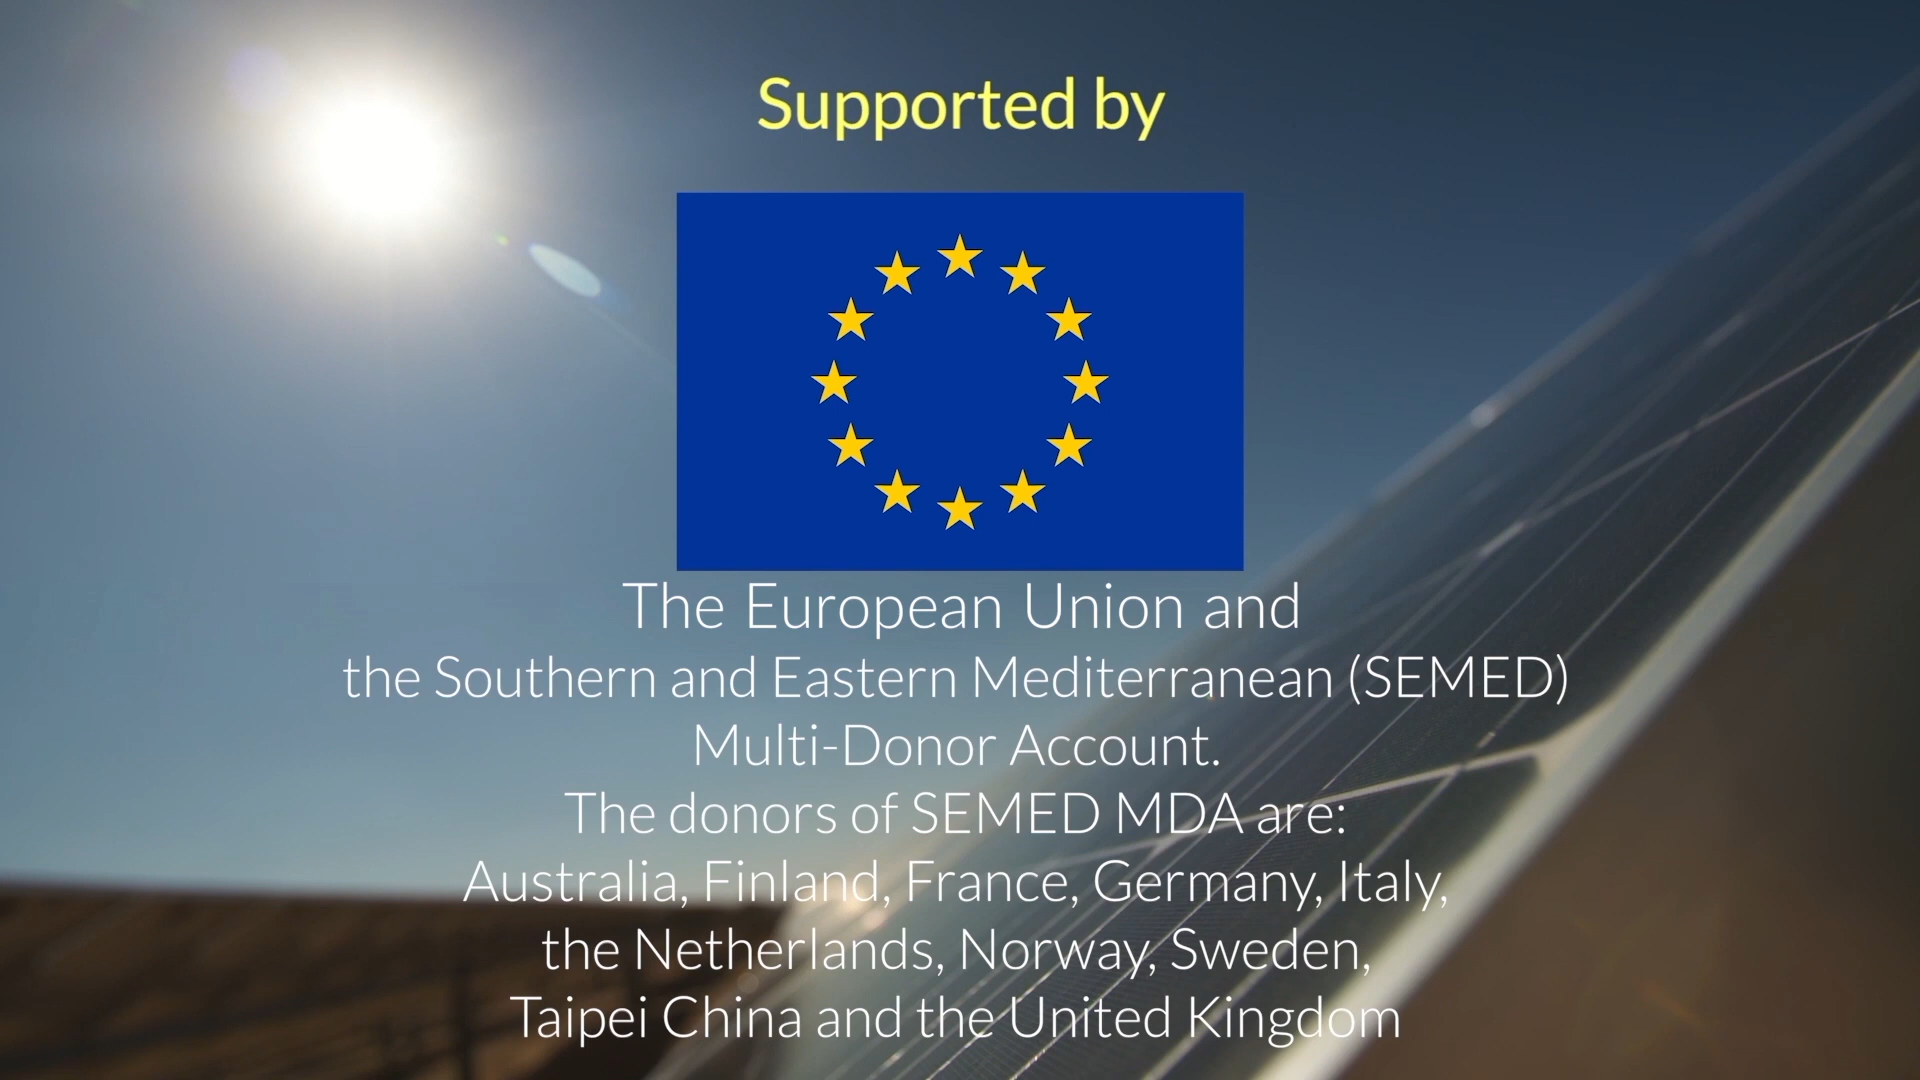 Supported by
The European Union and
the Southern and Eastern Mediterranean (SEMED)
Multi-Donor Account.
The donors of SEMED MDA are:
Australia, Finland, France, Germany, Italy,
the Netherlands, Norway, Sweden,
Taipei China and the United Kingdom